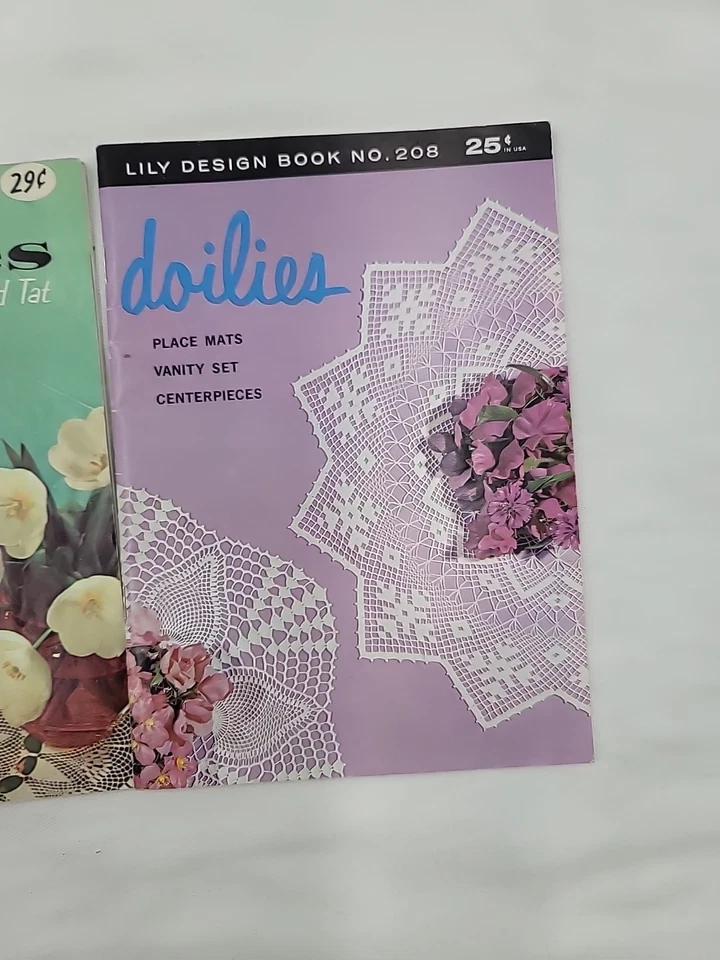 29¢
d Tat
LILY DESIGN BOOK NO. 208 25¢ IN USA
doilies
PLACE MATS
VANITY SET
CENTERPIECES